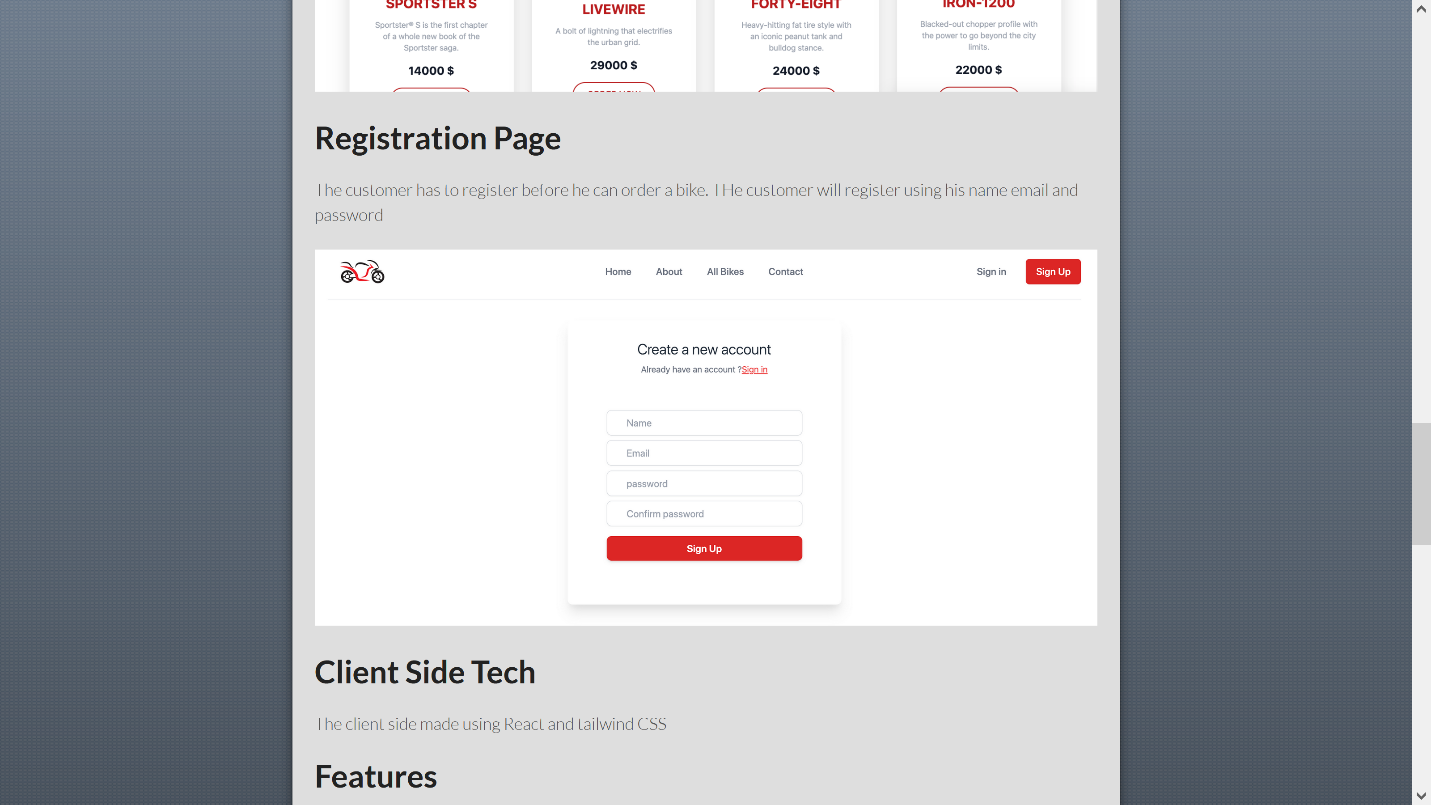 SPORTSTER S
Sportster® S is the first chapter
of a whole new book of the
Sportster saga.
14000 $
LIVEWIRE
A bolt of lightning that electrifies
the urban grid.
29000 $
FORTY-EIGHT
Heavy-hitting fat tire style with
an iconic peanut tank and
bulldog stance.
24000 $
IRON-1200
Blacked-out chopper profile with
the power to go beyond the city
limits.
22000 $
Registration Page
The customer has to register before he can order a bike. THe customer will register using his name email and
password
Home About All Bikes Contact Sign in Sign Up
Create a new account
Already have an account ?Sign in
Name
Email
password
Confirm password
Sign Up
Client Side Tech
The client side made using React and tailwind CSS
Features